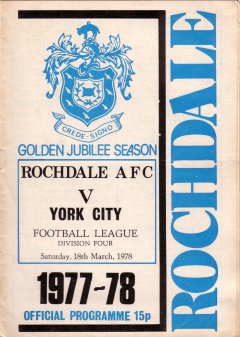 CREDE SIGNO
GOLDEN JUBILEE SEASON
ROCHDALE A F C
V
YORK CITY
FOOTBALL LEAGUE
DIVISION FOUR
Saturday, 18th March, 1978
1977-78
OFFICIAL PROGRAMME 15p
ROCHDALE